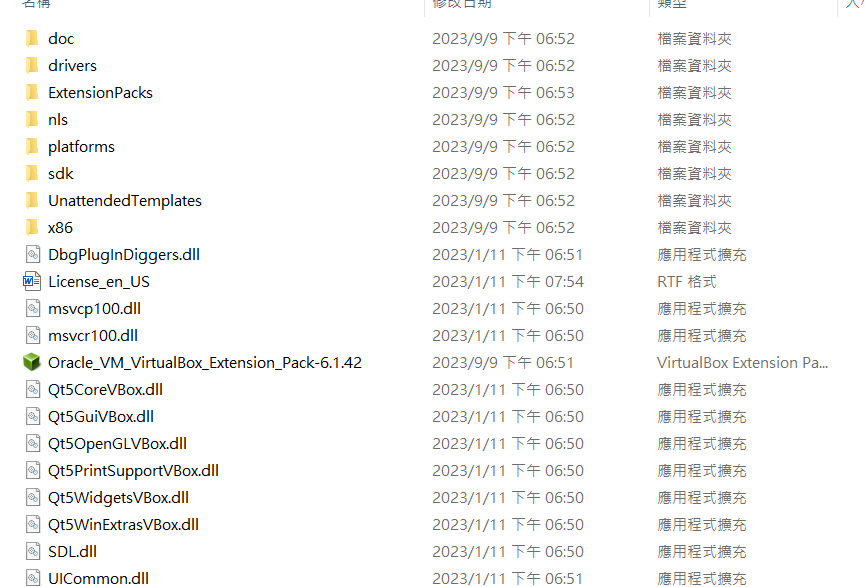 名稱 修改日期 類型
doc 2023/9/9 下午 06:52 檔案資料夾
drivers 2023/9/9 下午 06:52 檔案資料夾
ExtensionPacks 2023/9/9 下午 06:53 檔案資料夾
nls 2023/9/9 下午 06:52 檔案資料夾
platforms 2023/9/9 下午 06:52 檔案資料夾
sdk 2023/9/9 下午 06:52 檔案資料夾
UnattendedTemplates 2023/9/9 下午 06:52 檔案資料夾
x86 2023/9/9 下午 06:52 檔案資料夾
DbgPlugInDiggers.dll 2023/1/11 下午 06:51 應用程式擴充
License_en_US 2023/1/11 下午 07:54 RTF 格式
msvcp100.dll 2023/1/11 下午 06:50 應用程式擴充
msvcr100.dll 2023/1/11 下午 06:50 應用程式擴充
Oracle_VM_VirtualBox_Extension_Pack-6.1.42 2023/9/9 下午 06:51 VirtualBox Extension Pa...
Qt5CoreVBox.dll 2023/1/11 下午 06:50 應用程式擴充
Qt5GuiVBox.dll 2023/1/11 下午 06:50 應用程式擴充
Qt5OpenGLVBox.dll 2023/1/11 下午 06:50 應用程式擴充
Qt5PrintSupportVBox.dll 2023/1/11 下午 06:50 應用程式擴充
Qt5WidgetsVBox.dll 2023/1/11 下午 06:50 應用程式擴充
Qt5WinExtrasVBox.dll 2023/1/11 下午 06:50 應用程式擴充
SDL.dll 2023/1/11 下午 06:50 應用程式擴充
UICommon.dll 2023/1/11 下午 06:51 應用程式擴充